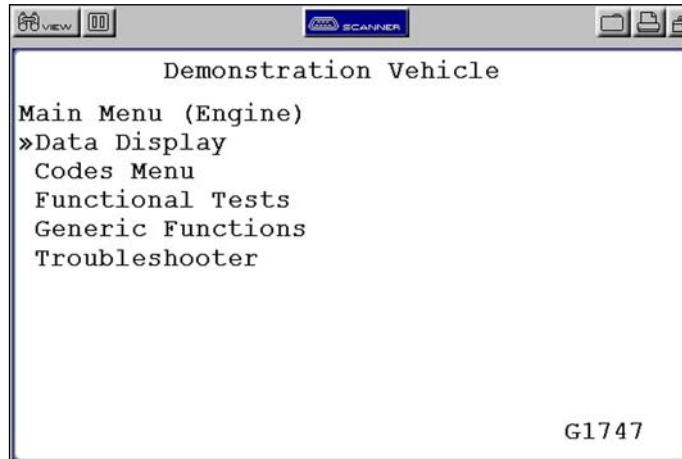 VIEW SCANNER
Demonstration Vehicle
Main Menu (Engine)
»Data Display
Codes Menu
Functional Tests
Generic Functions
Troubleshooter
G1747